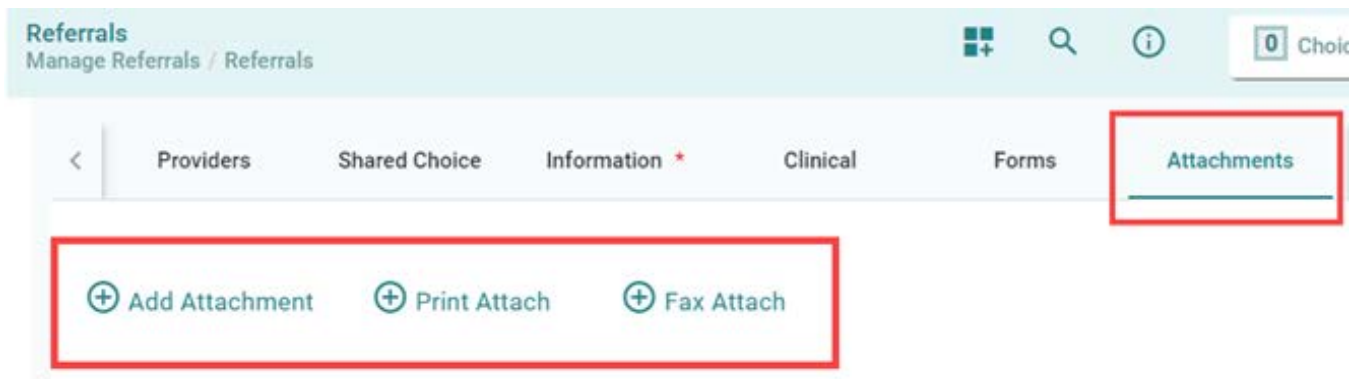 Referrals
Manage Referrals / Referrals
0
Providers Shared Choice Information * Clinical Forms Attachments
Add Attachment Print Attach Fax Attach